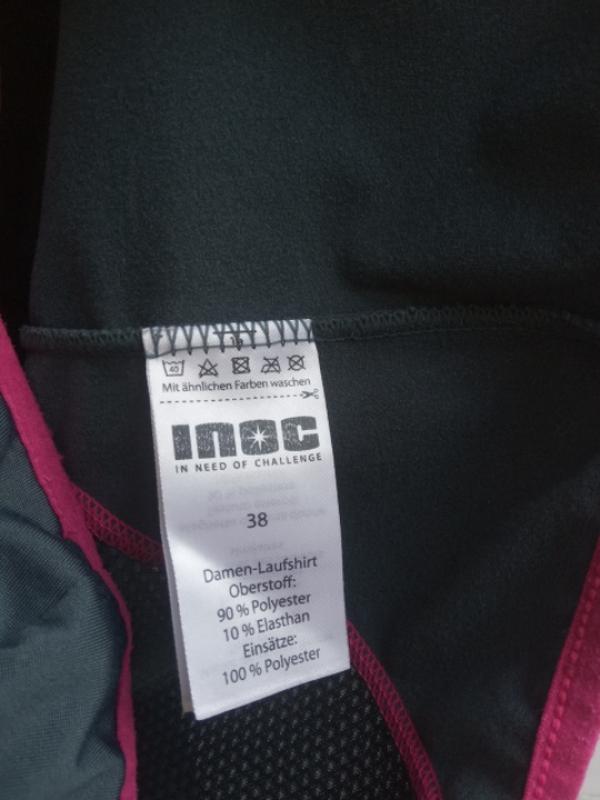 40
Mit ähnlichen Farben waschen
INOC
IN NEED OF CHALLENGE
38
Damen-Laufshirt
Oberstoff:
90 % Polyester
10 % Elasthan
Einsätze:
100 % Polyester